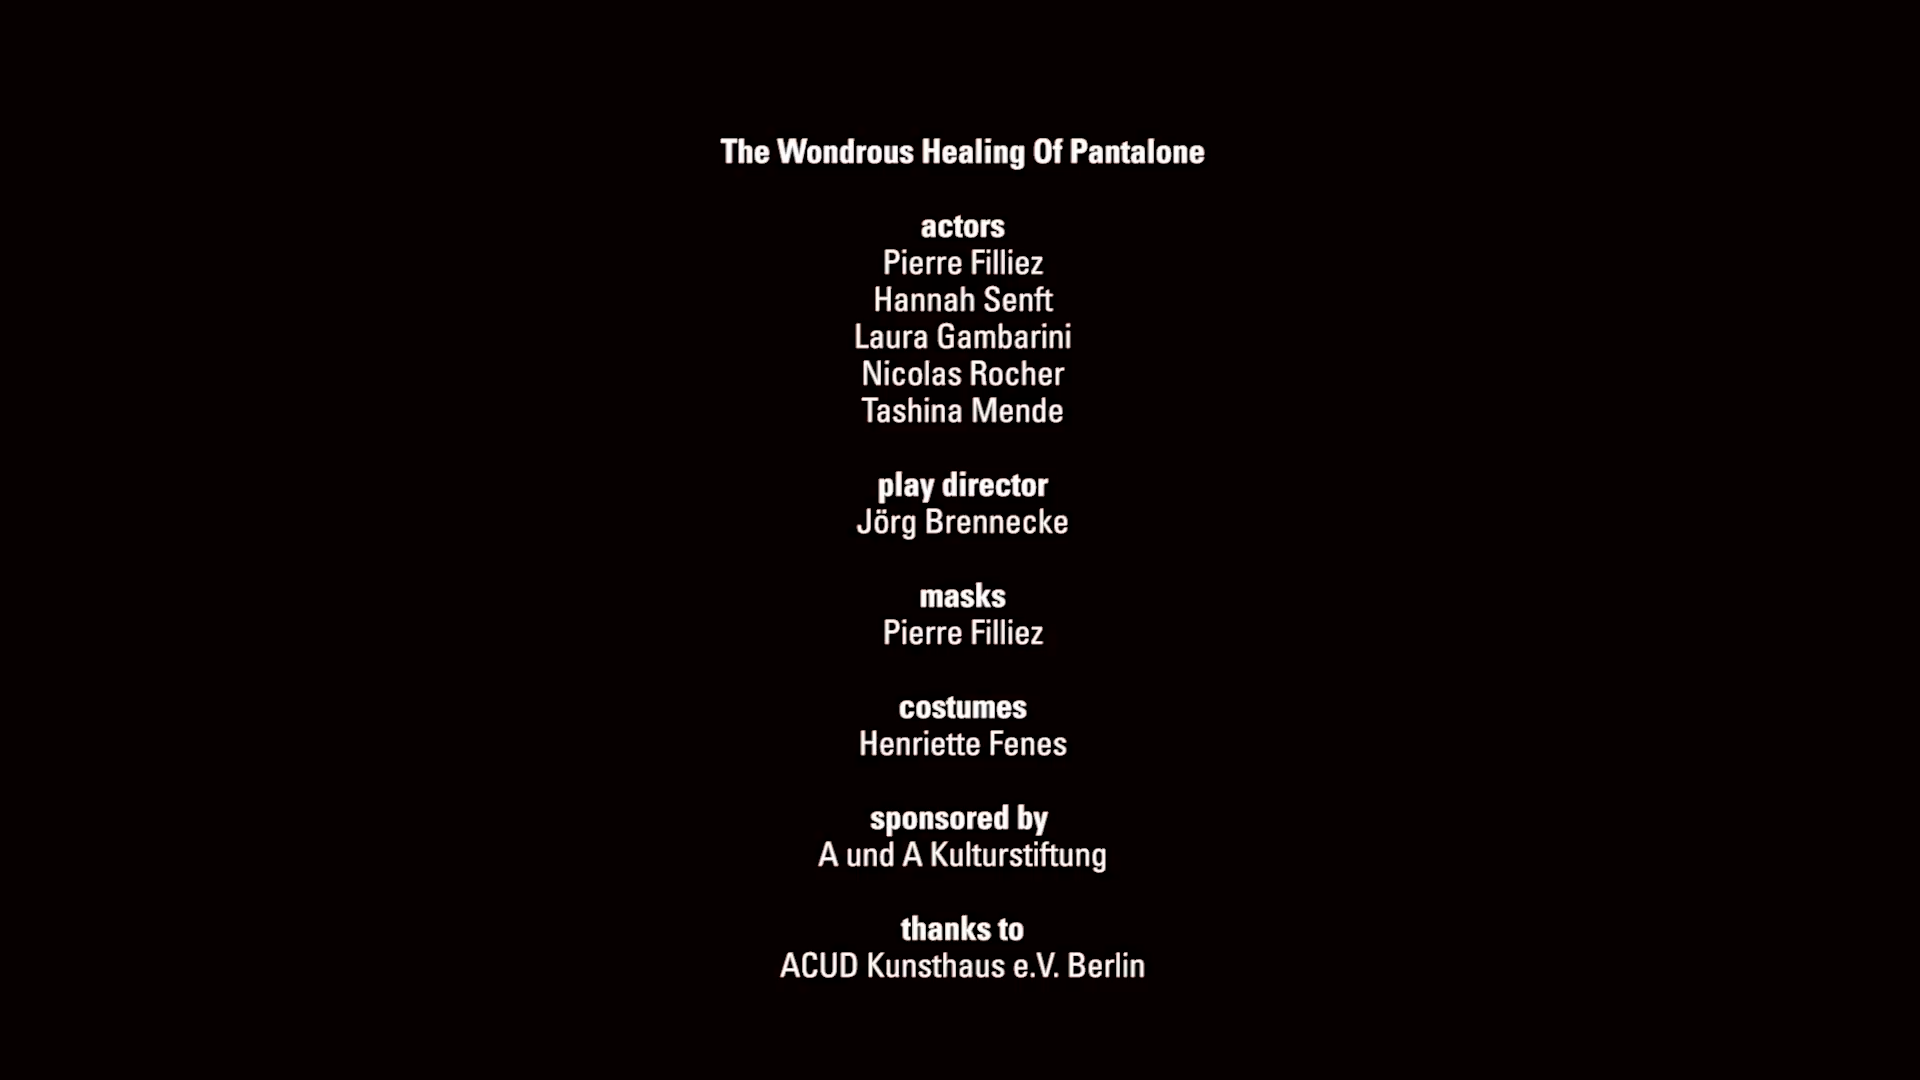 The Wondrous Healing Of Pantalone
actors
Pierre Filliez
Hannah Senft
Laura Gambarini
Nicolas Rocher
Tashina Mende
play director
Jörg Brennecke
masks
Pierre Filliez
costumes
Henriette Fenes
sponsored by
A und A Kulturstiftung
thanks to
ACUD Kunsthaus e.V. Berlin